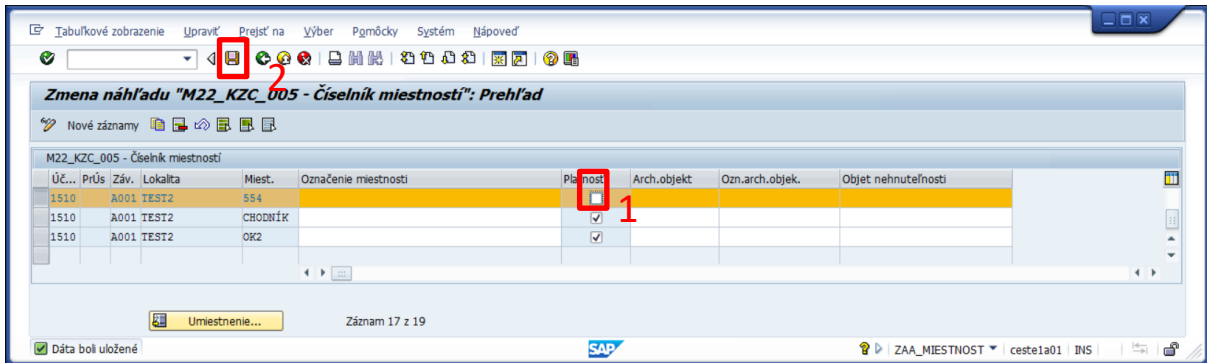 Tabuľkové zobrazenie Upraviť Prejsť na Výber Pomôcky Systém Nápoveď
2
Zmena náhľadu "M22_KZC_005 - Číselník miestností": Prehľad
Nové záznamy
M22_KZC_005 - Číselník miestností
Úč... PrÚs Záv. Lokalita Miest. Označenie miestnosti Platnosť Arch.objekt Ozn.arch.objek. Objet nehnuteľnosti
1510 A001 TEST2 554
1
1510 A001 TEST2 CHODNÍK
1510 A001 TEST2 OK2
Umiestnenie... Záznam 17 z 19
Dáta boli uložené SAP ZAA_MIESTNOST ceste1a01 INS